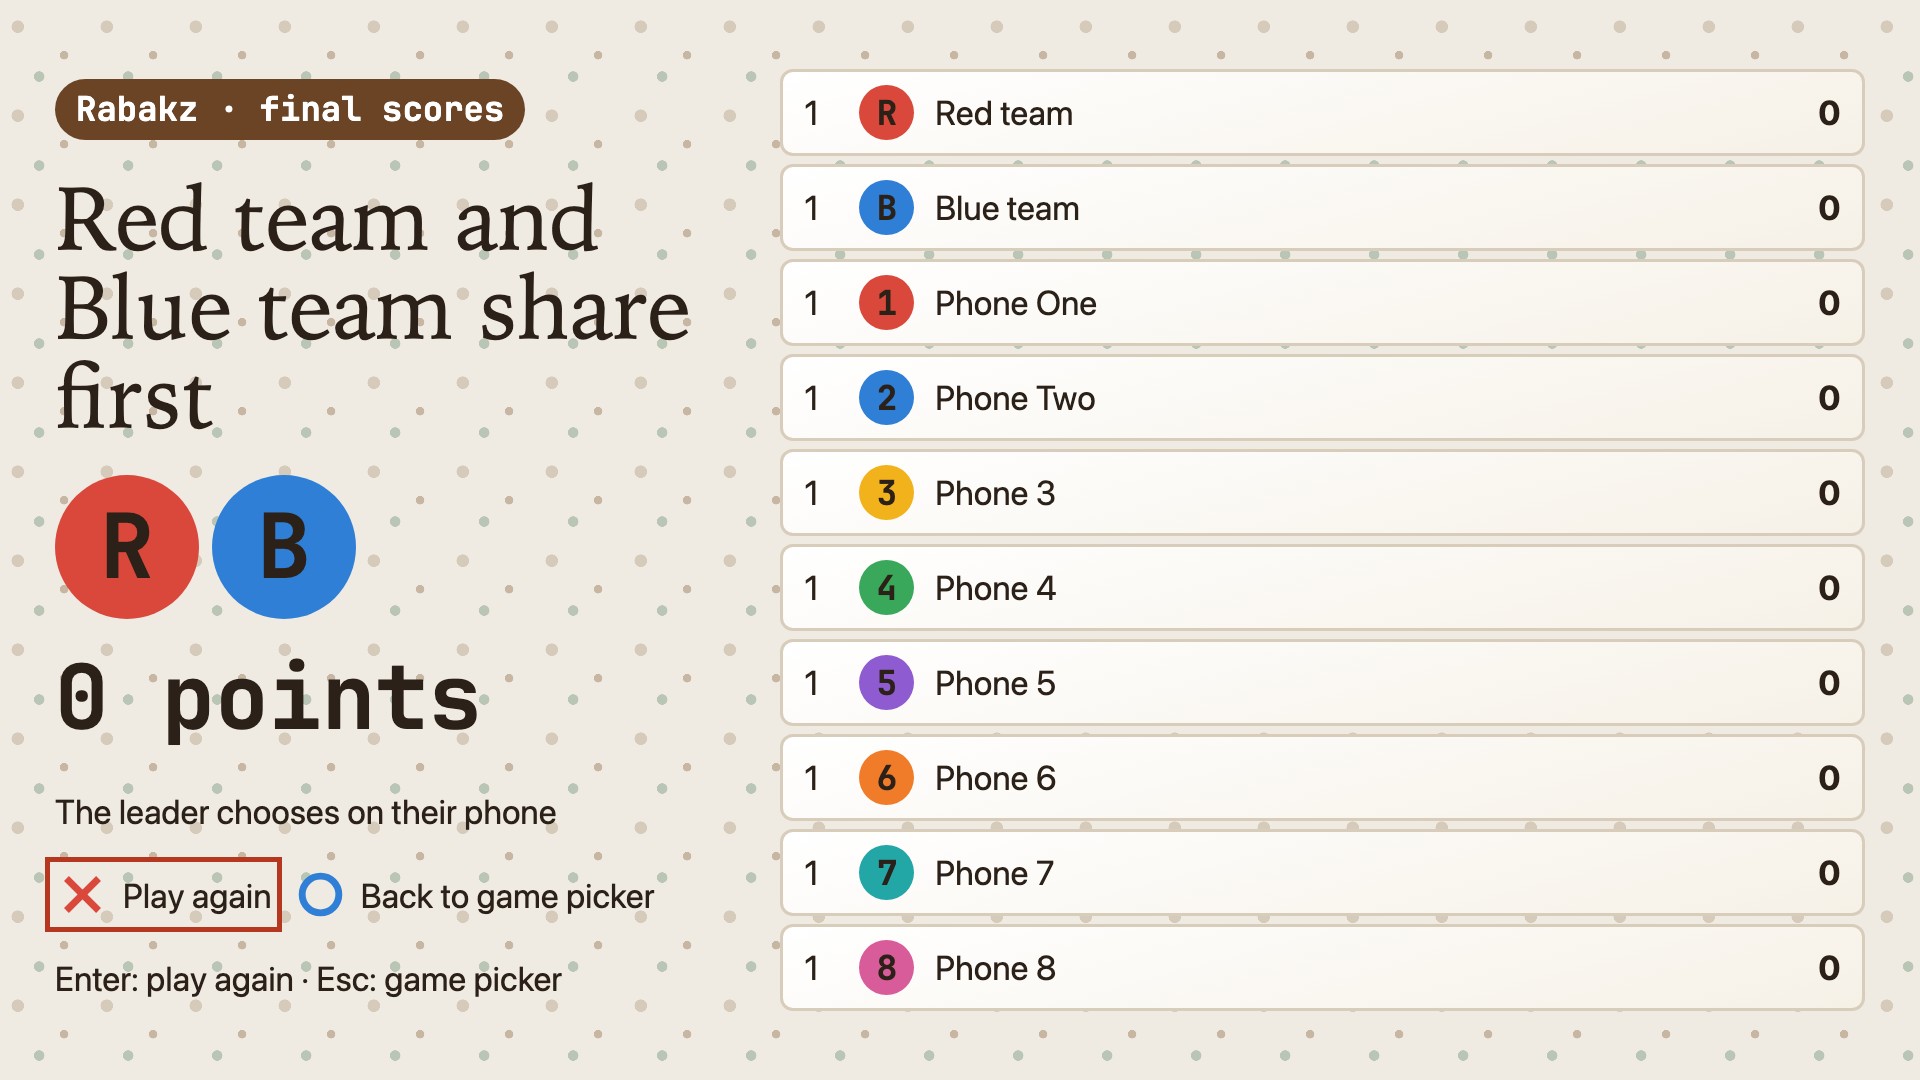 Rabakz · final scores
Red team and
Blue team share
first
R B
0 points
The leader chooses on their phone
Play again
Back to game picker
Enter: play again · Esc: game picker
1 R Red team 0
1 B Blue team 0
1 1 Phone One 0
1 2 Phone Two 0
1 3 Phone 3 0
1 4 Phone 4 0
1 5 Phone 5 0
1 6 Phone 6 0
1 7 Phone 7 0
1 8 Phone 8 0